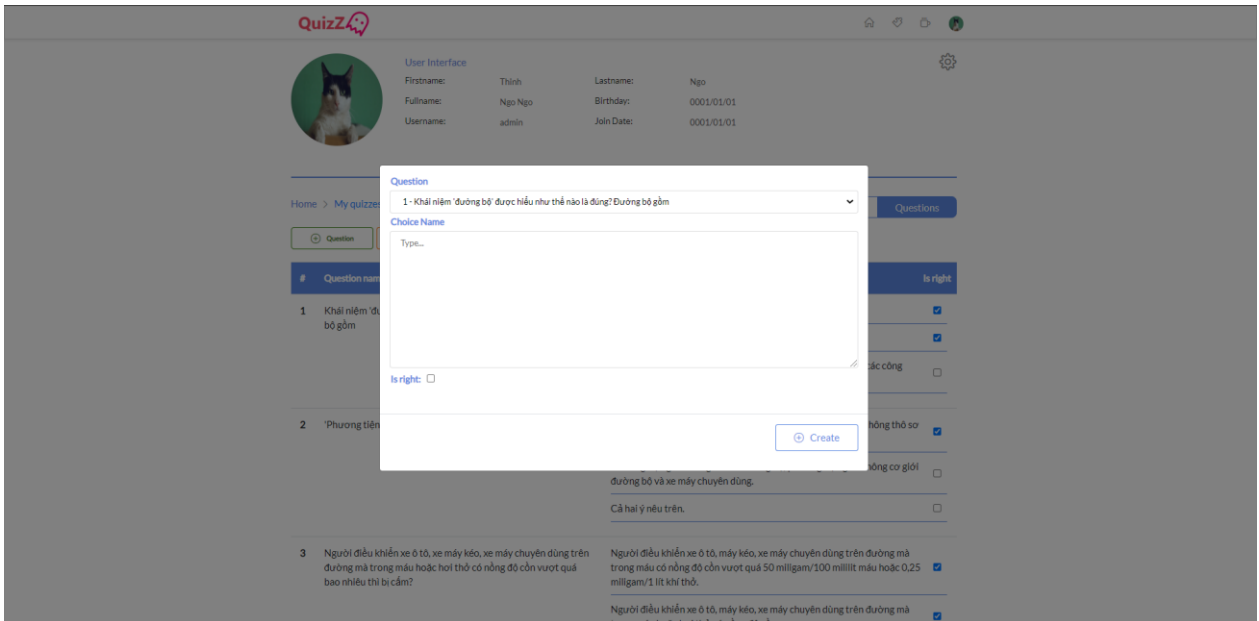 QuizZ
User Interface
Firstname: Thinh Lastname: Ngo
Fullname: Ngo Ngo Birthday: 0001/01/01
Username: admin Join Date: 0001/01/01
Home > My quizzes
Questions
Question
# Question nam
Is right
Question
1 - Khái niệm 'đường bộ' được hiểu như thế nào là đúng? Đường bộ gồm
Choice Name
Type...
Is right:
Create
1 Khái niệm 'đư
bộ gồm
các công
2 'Phương tiện
thông thô sơ
thông cơ giới
đường bộ và xe máy chuyên dùng.
Cả hai ý nêu trên.
3 Người điều khiển xe ô tô, xe máy kéo, xe máy chuyên dùng trên
đường mà trong máu hoặc hơi thở có nồng độ cồn vượt quá
bao nhiêu thì bị cấm?
Người điều khiển xe ô tô, máy kéo, xe máy chuyên dùng trên đường mà
trong máu có nồng độ cồn vượt quá 50 miligam/100 mililit máu hoặc 0,25
miligam/1 lít khí thở.
Người điều khiển xe ô tô, máy kéo, xe máy chuyên dùng trên đường mà